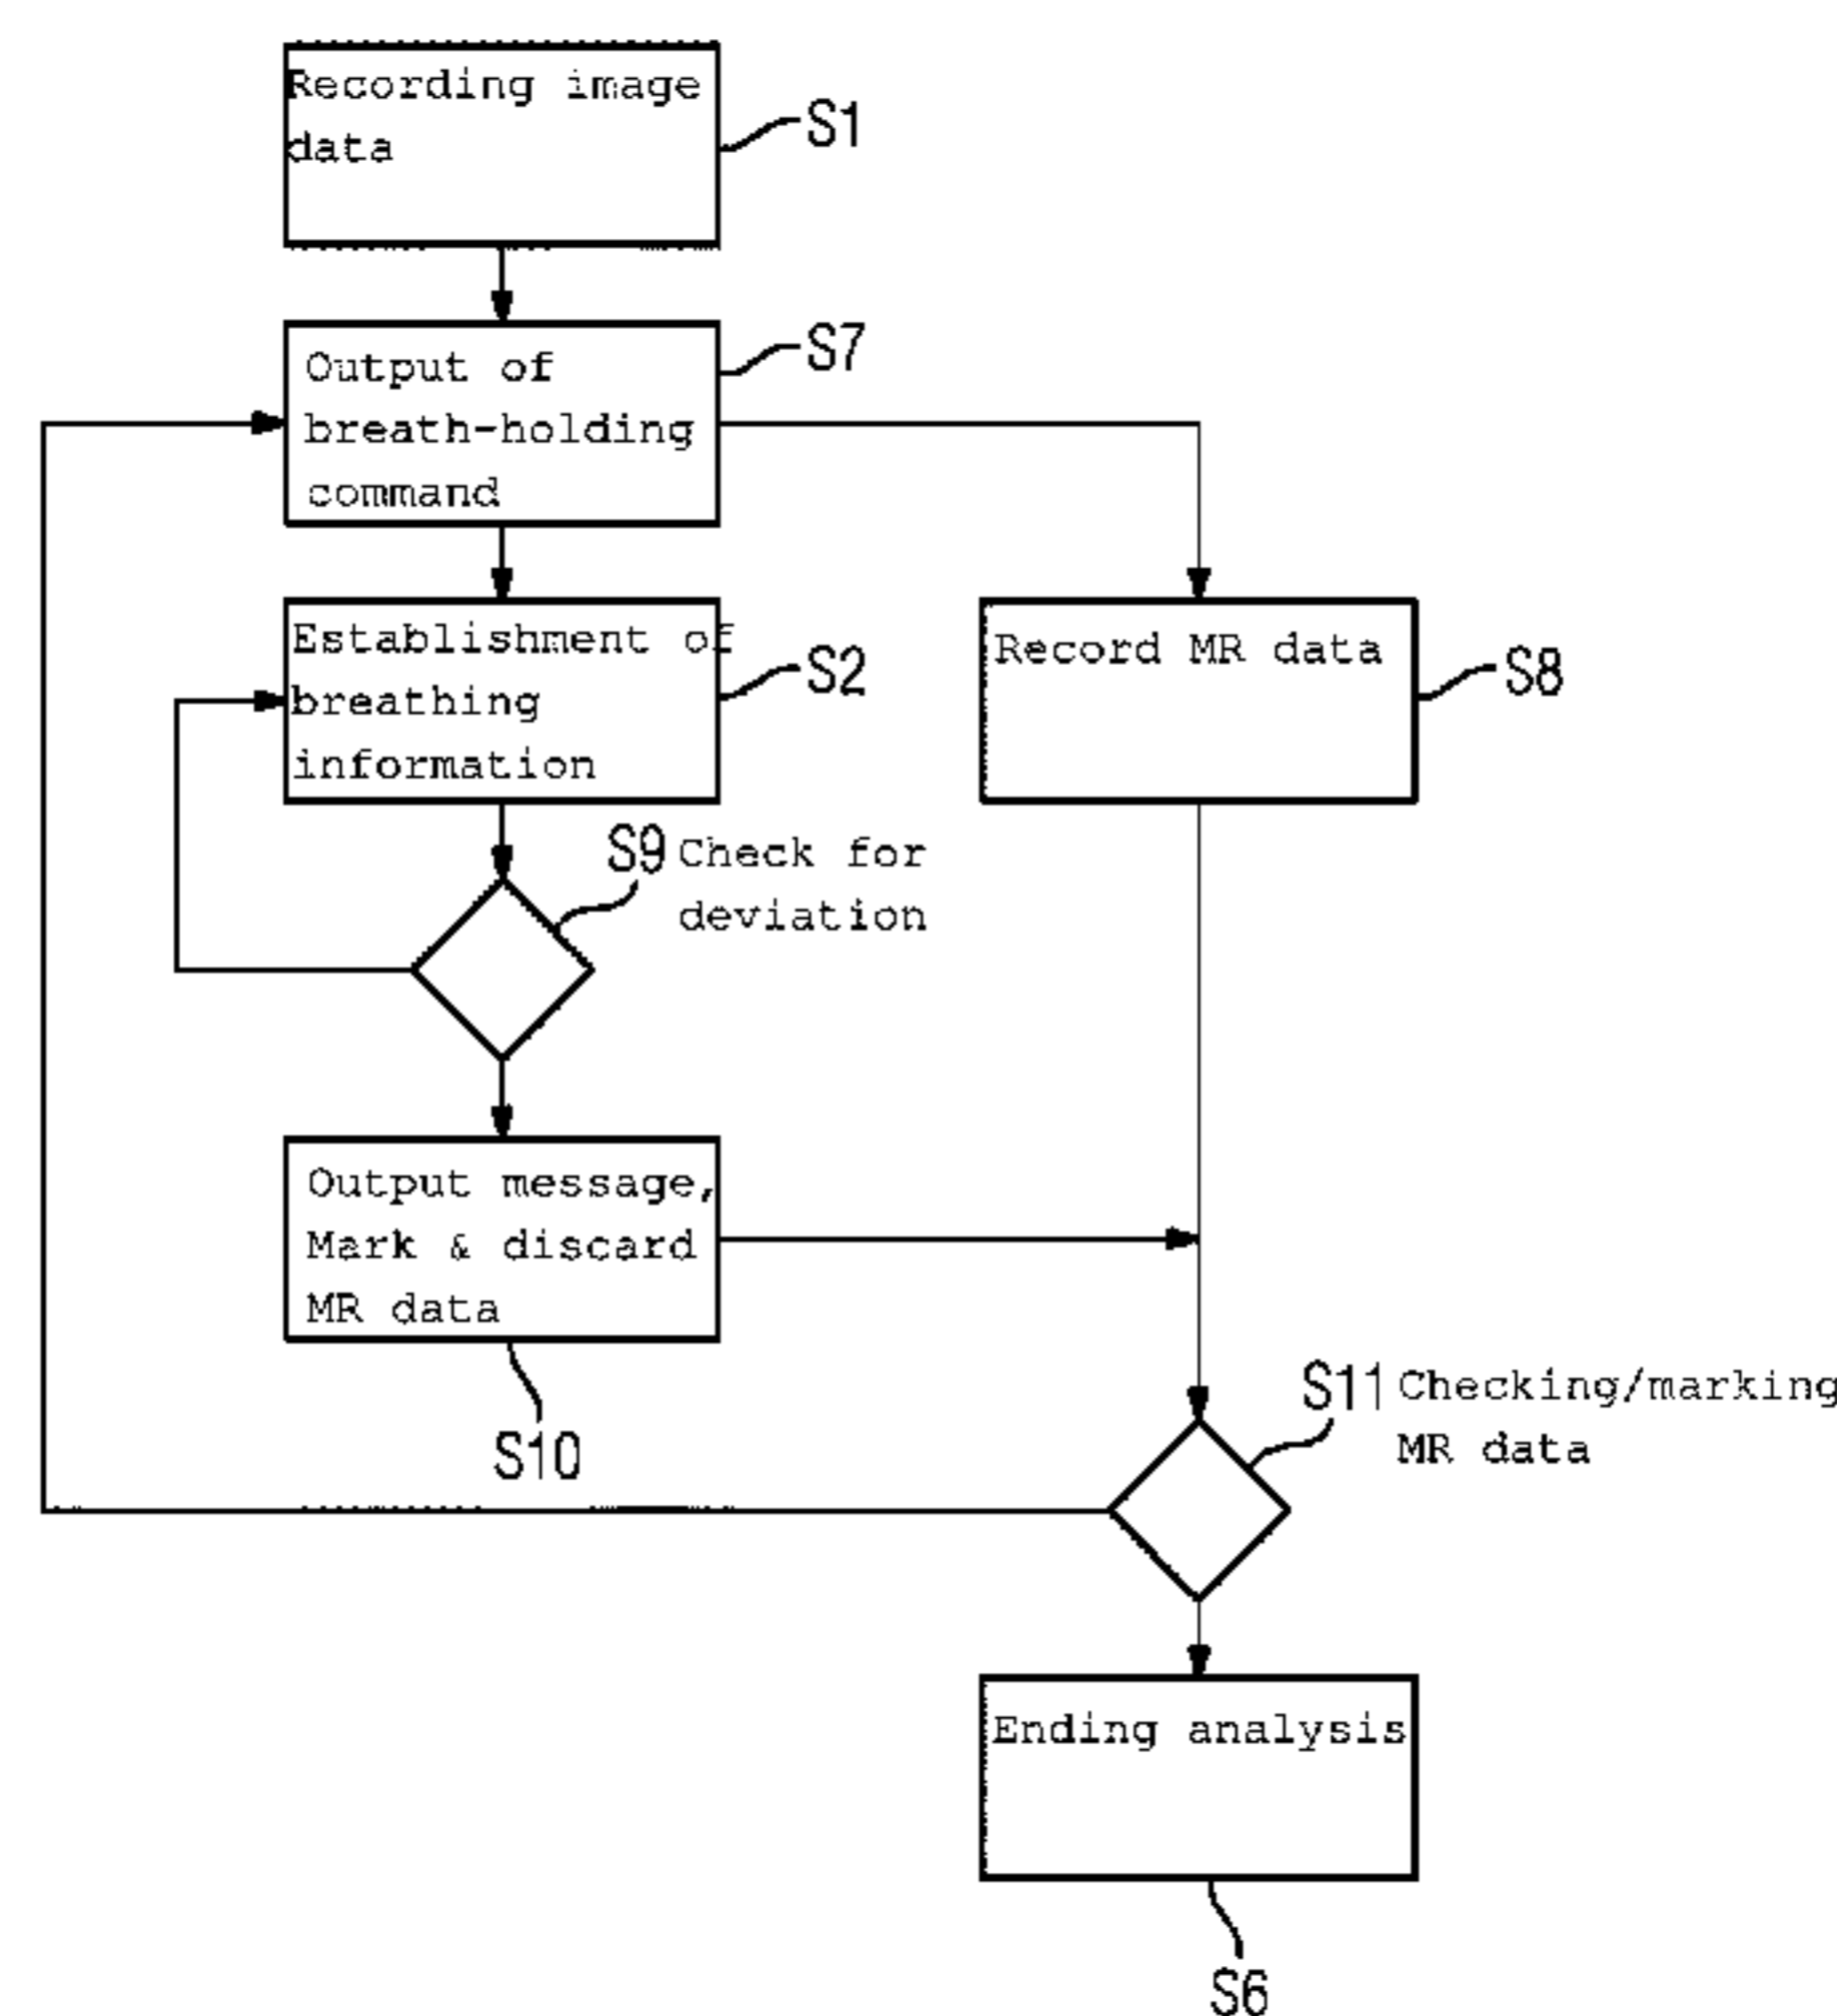 Recording image
data
S1
Output of
breath-holding
command
S7
Establishment of
breathing
information
S2
Record MR data
S8
S9 Check for
deviation
Output message,
Mark & discard
MR data
S10
S11 Checking/marking
MR data
Ending analysis
S6